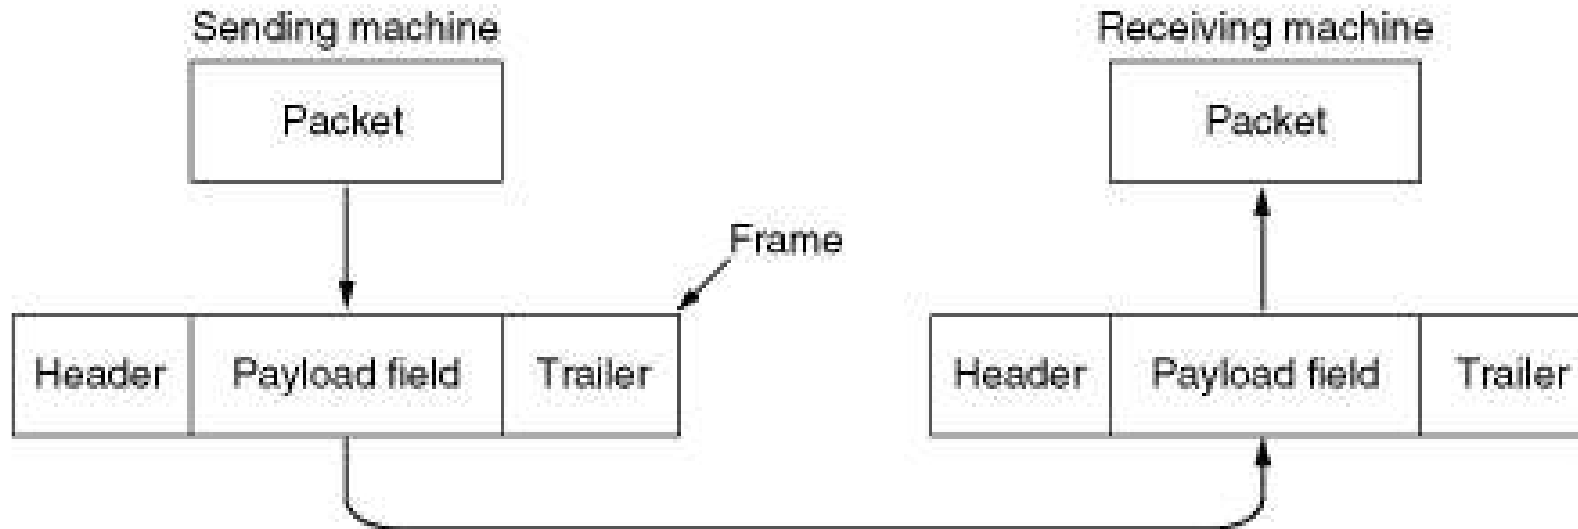 Sending machine
Receiving machine
Packet
Packet
Frame
Header
Payload field
Trailer
Header
Payload field
Trailer